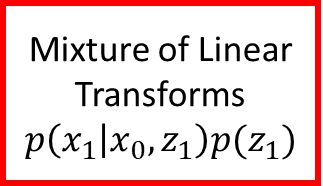 Mixture of Linear
Transforms
p(x₁|x₀, z₁)p(z₁)